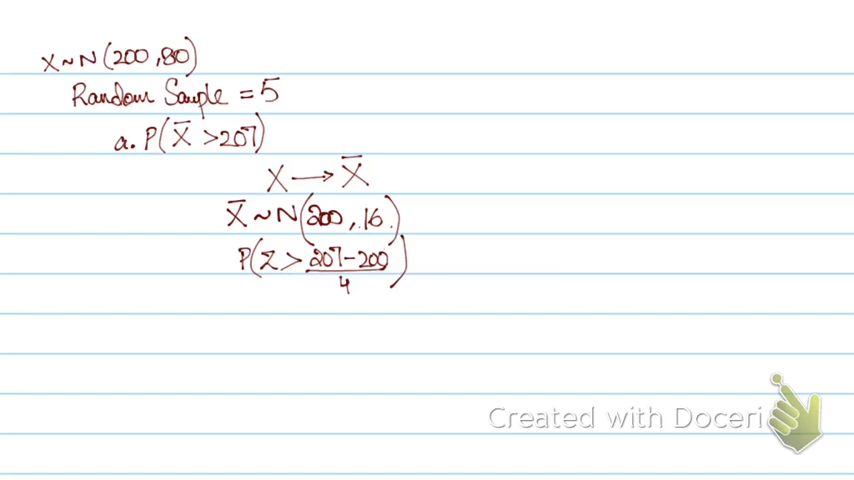 X~N(200,80)
Random Sample = 5
a. P(X̄ >207)
X → X̄
X̄ ~N(200,16)
P(Z > 207-200 / 4)
Created with Doceri